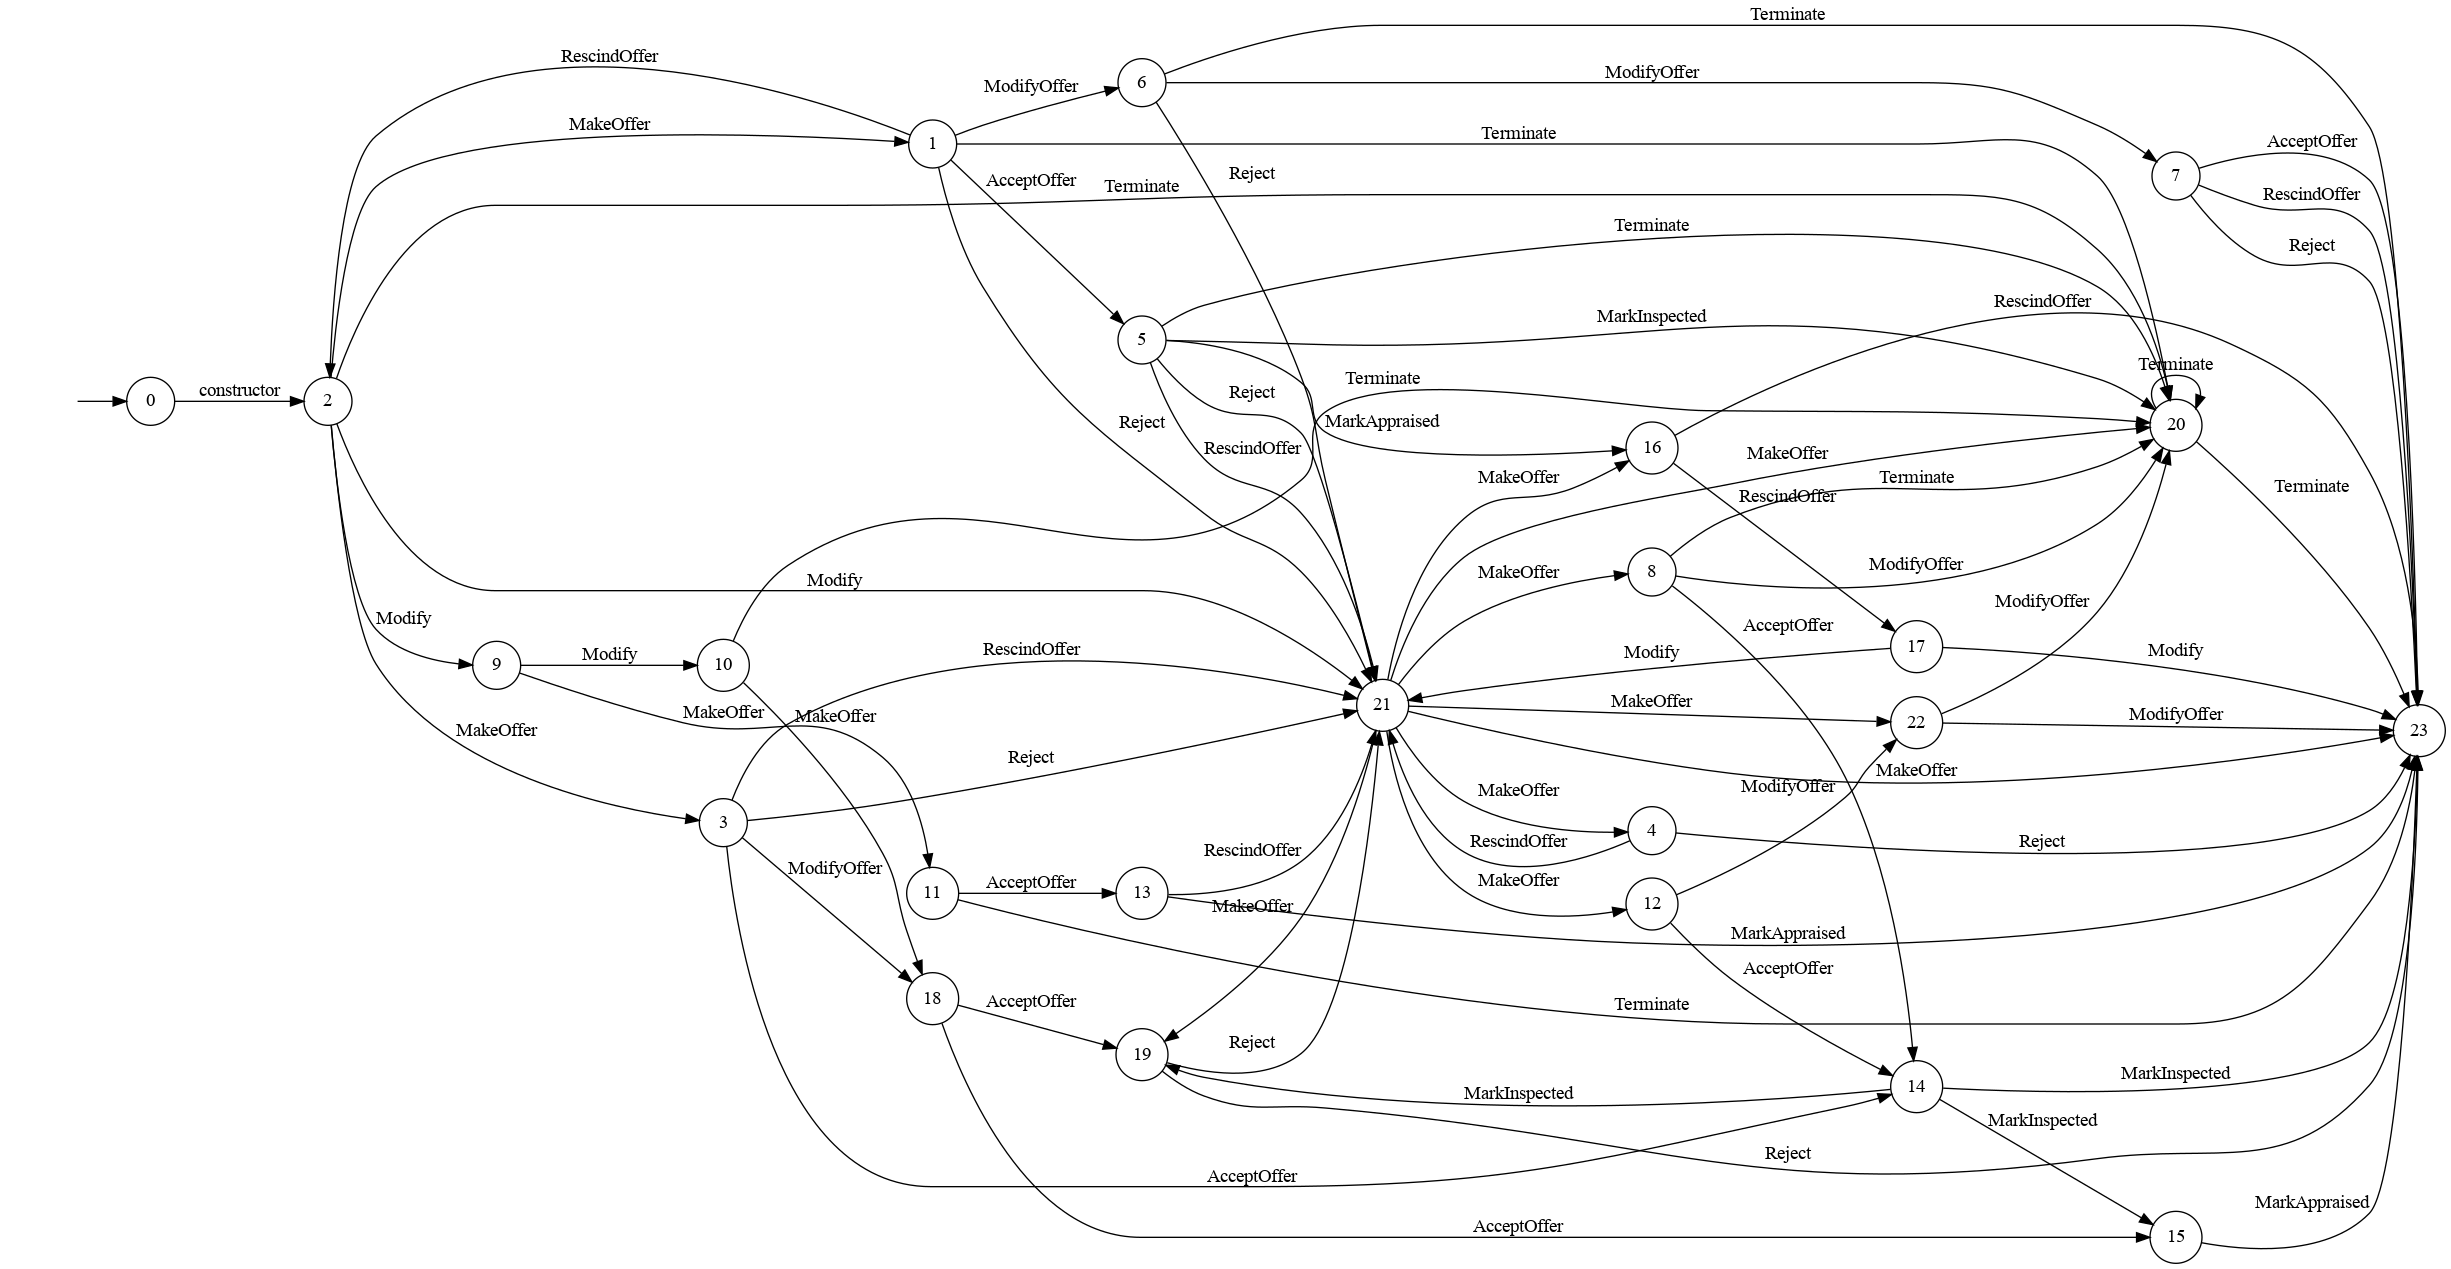 Terminate
RescindOffer
ModifyOffer
6
ModifyOffer
MakeOffer
1
Terminate
AcceptOffer
Reject
7
AcceptOffer
Terminate
RescindOffer
Terminate
Reject
RescindOffer
MarkInspected
5
Terminate
Terminate
0
constructor
2
Reject
MarkAppraised
Reject
20
RescindOffer
16
MakeOffer
MakeOffer
Terminate
RescindOffer
Terminate
MakeOffer
8
ModifyOffer
Modify
ModifyOffer
Modify
AcceptOffer
RescindOffer
17
Modify
Modify
9
Modify
10
MakeOffer
MakeOffer
21
MakeOffer
22
ModifyOffer
23
MakeOffer
Reject
MakeOffer
ModifyOffer
MakeOffer
3
4
RescindOffer
Reject
RescindOffer
ModifyOffer
MakeOffer
11
AcceptOffer
13
MakeOffer
12
MarkAppraised
AcceptOffer
18
AcceptOffer
Terminate
Reject
19
MarkInspected
14
MarkInspected
MarkInspected
Reject
AcceptOffer
MarkAppraised
AcceptOffer
15